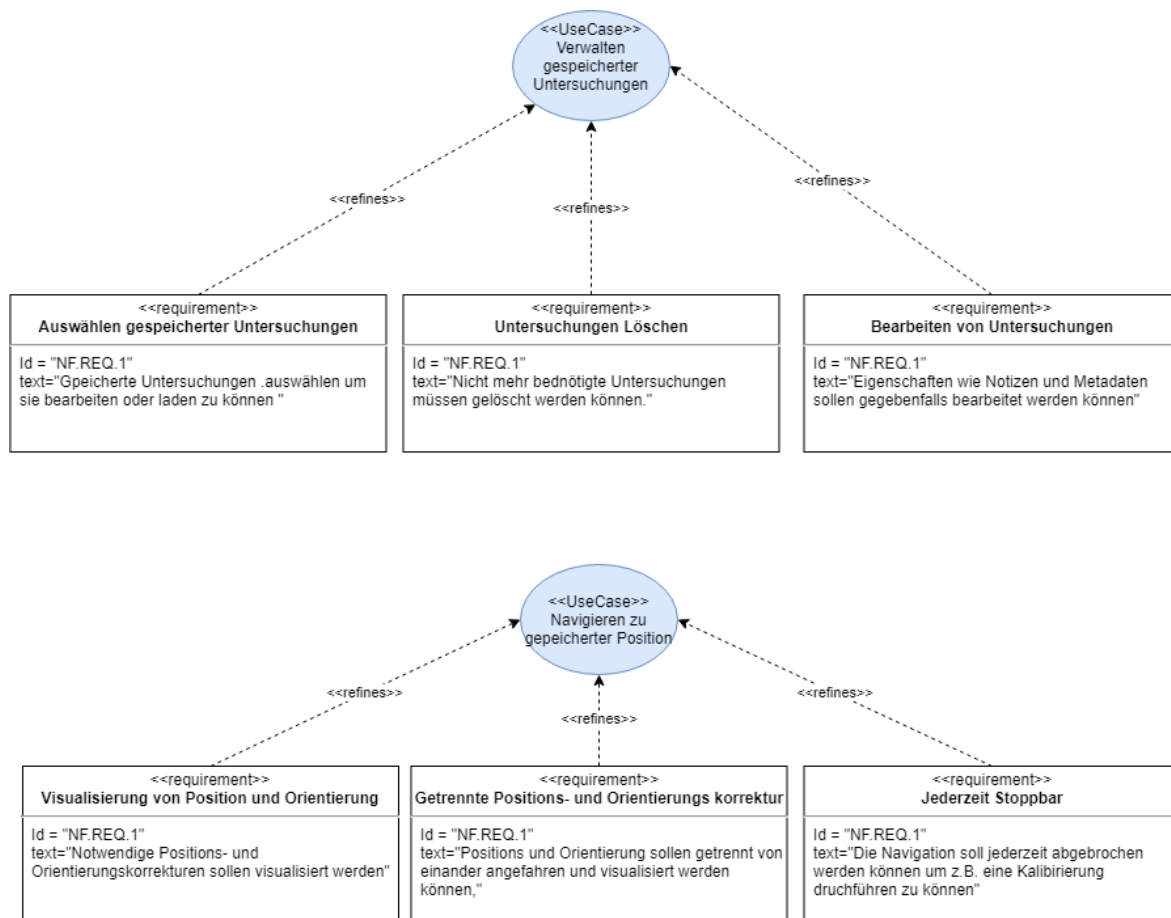 <<UseCase>>
Verwalten
gespeicherter
Untersuchungen
<<refines>>
<<refines>>
<<refines>>
<<requirement>>
Auswählen gespeicherter Untersuchungen
Id = "NF.REQ.1"
text="Gpeicherte Untersuchungen .auswählen um
sie bearbeiten oder laden zu können "
<<requirement>>
Untersuchungen Löschen
Id = "NF.REQ.1"
text="Nicht mehr bednötigte Untersuchungen
müssen gelöscht werden können."
<<requirement>>
Bearbeiten von Untersuchungen
Id = "NF.REQ.1"
text="Eigenschaften wie Notizen und Metadaten
sollen gegebenfalls bearbeitet werden können"
<<UseCase>>
Navigieren zu
gepeicherter Position
<<refines>>
<<refines>>
<<refines>>
<<requirement>>
Visualisierung von Position und Orientierung
Id = "NF.REQ.1"
text="Notwendige Positions- und
Orientierungskorrekturen sollen visualisiert werden"
<<requirement>>
Getrennte Positions- und Orientierungs korrektur
Id = "NF.REQ.1"
text="Positions und Orientierung sollen getrennt von
einander angefahren und visualisiert werden
können,"
<<requirement>>
Jederzeit Stoppbar
Id = "NF.REQ.1"
text="Die Navigation soll jederzeit abgebrochen
werden können um z.B. eine Kalibirierung
druchführen zu können"